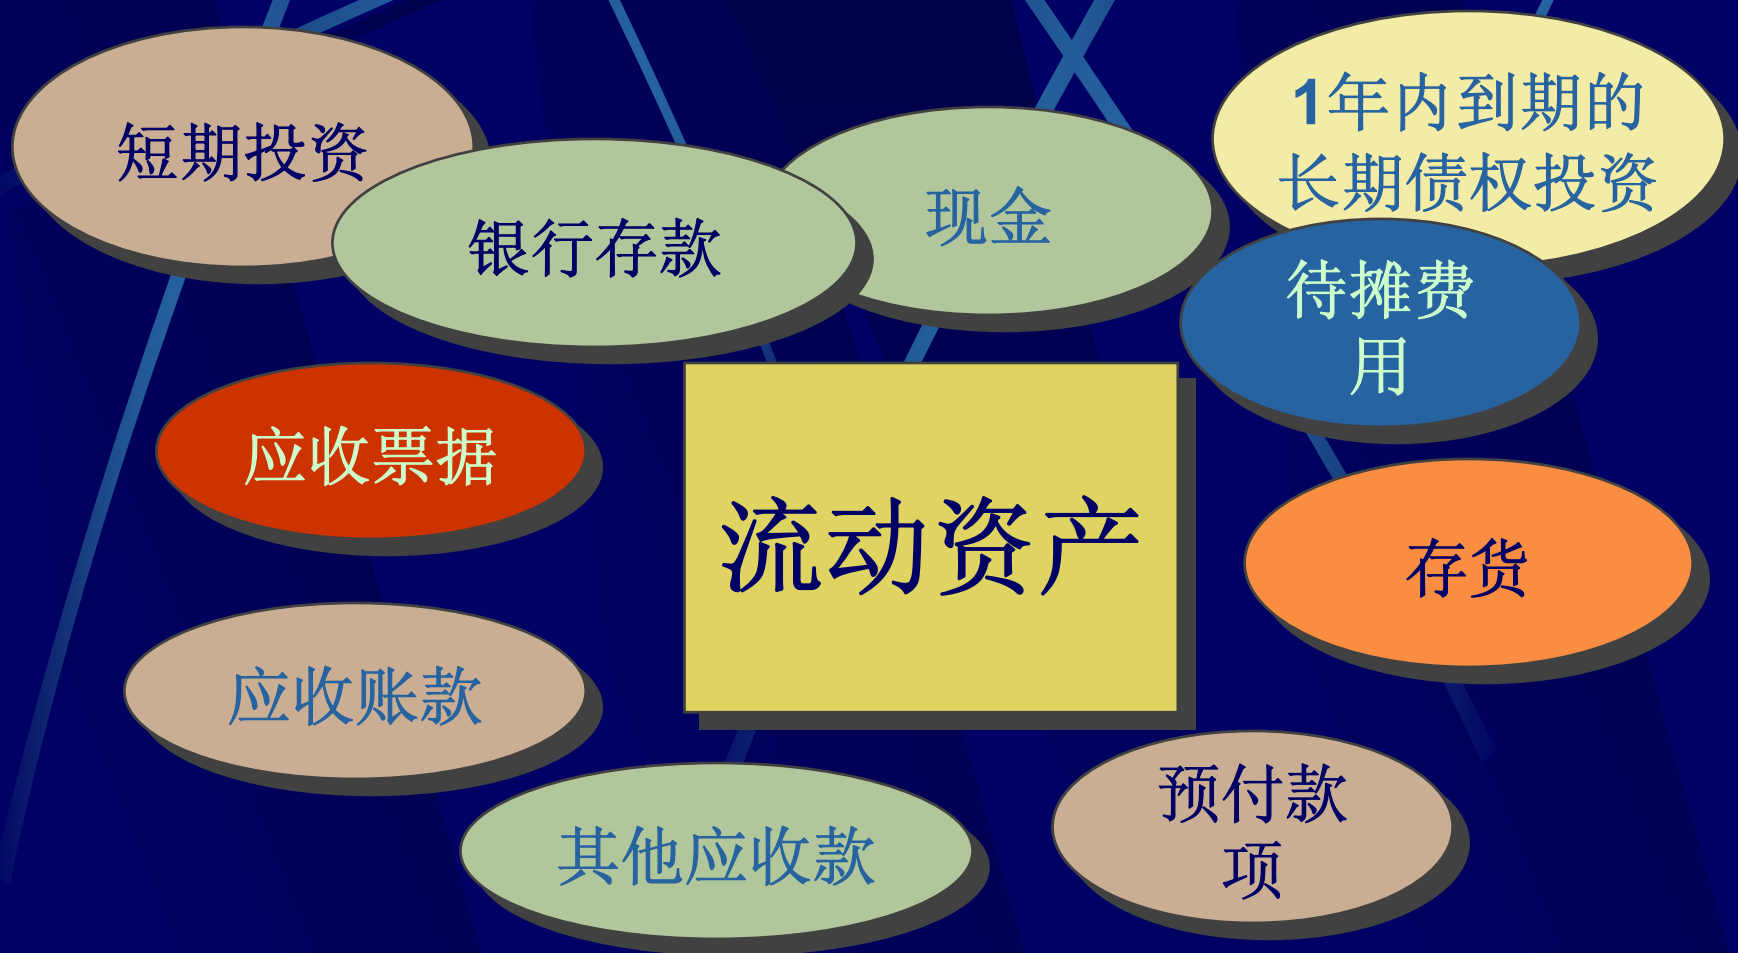 短期投资
银行存款
现金
1年内到期的
长期债权投资
待摊费
用
应收票据
流动资产
存货
应收账款
其他应收款
预付款
项